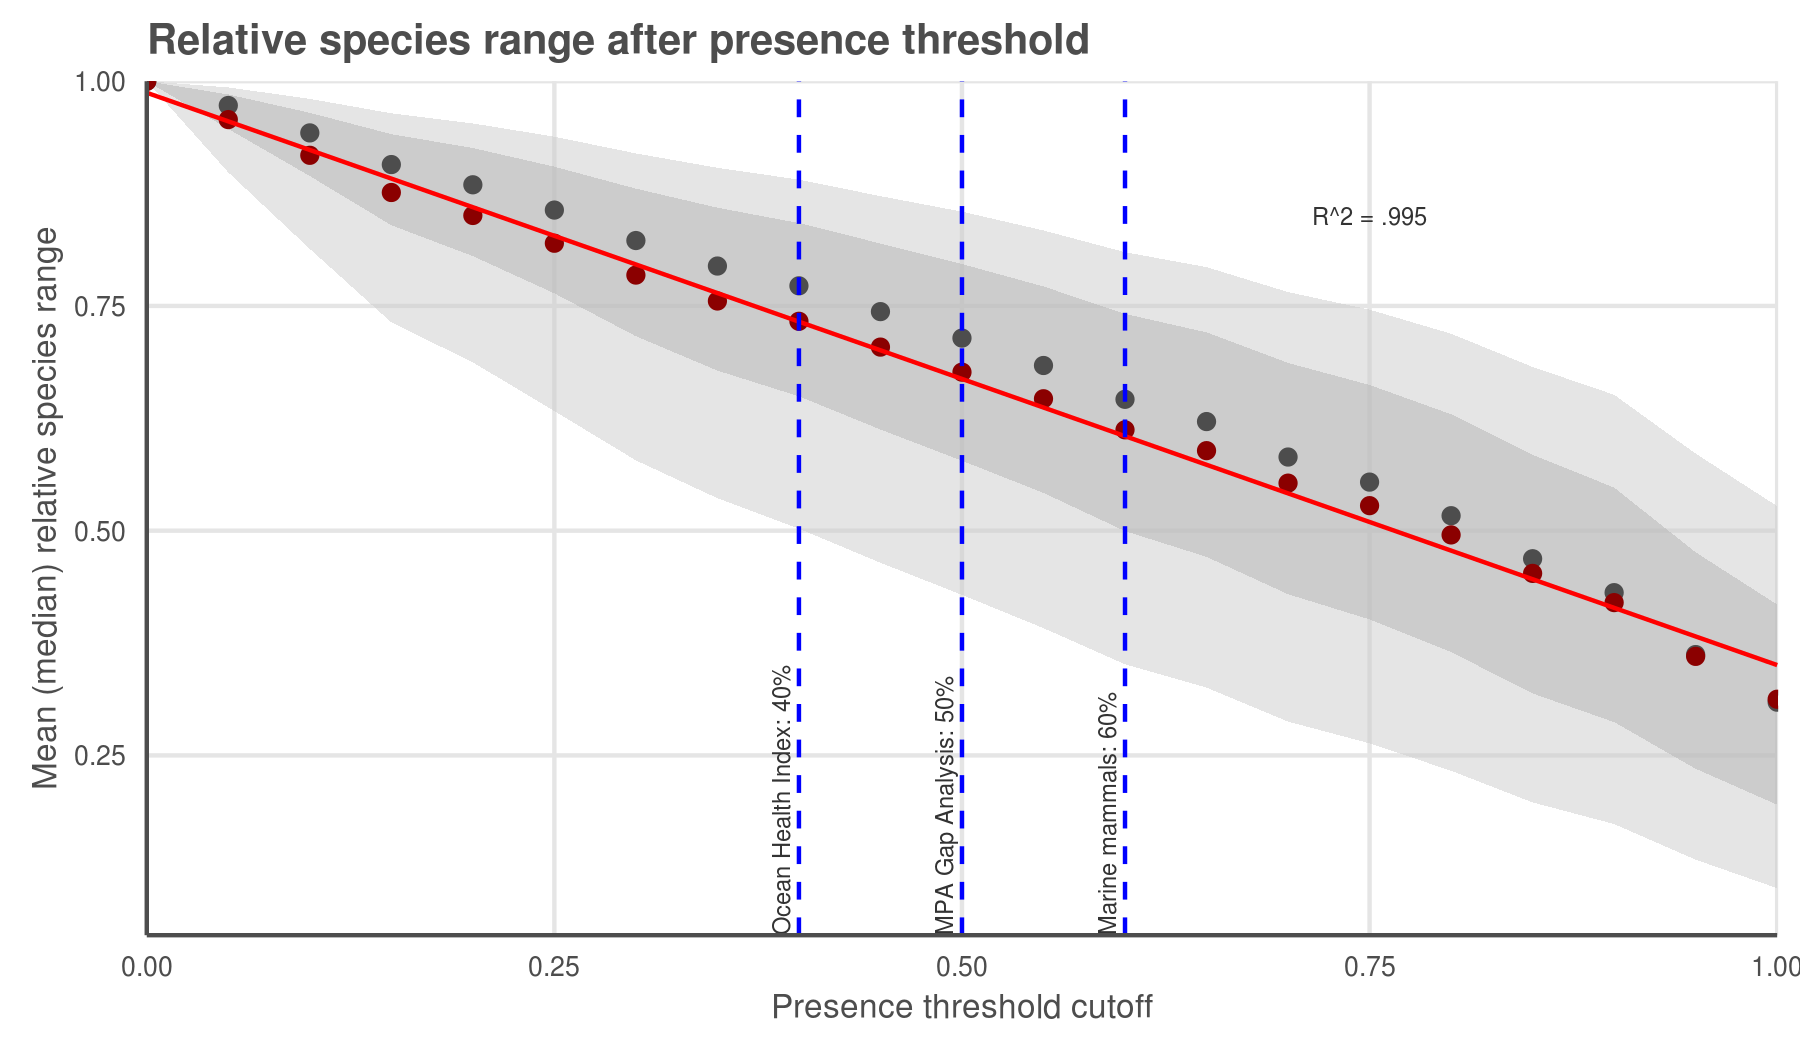 Relative species range after presence threshold
Mean (median) relative species range
1.00
0.75
0.50
0.25
R^2 = .995
Ocean Health Index: 40%
MPA Gap Analysis: 50%
Marine mammals: 60%
0.00 0.25 0.50 0.75 1.00
Presence threshold cutoff